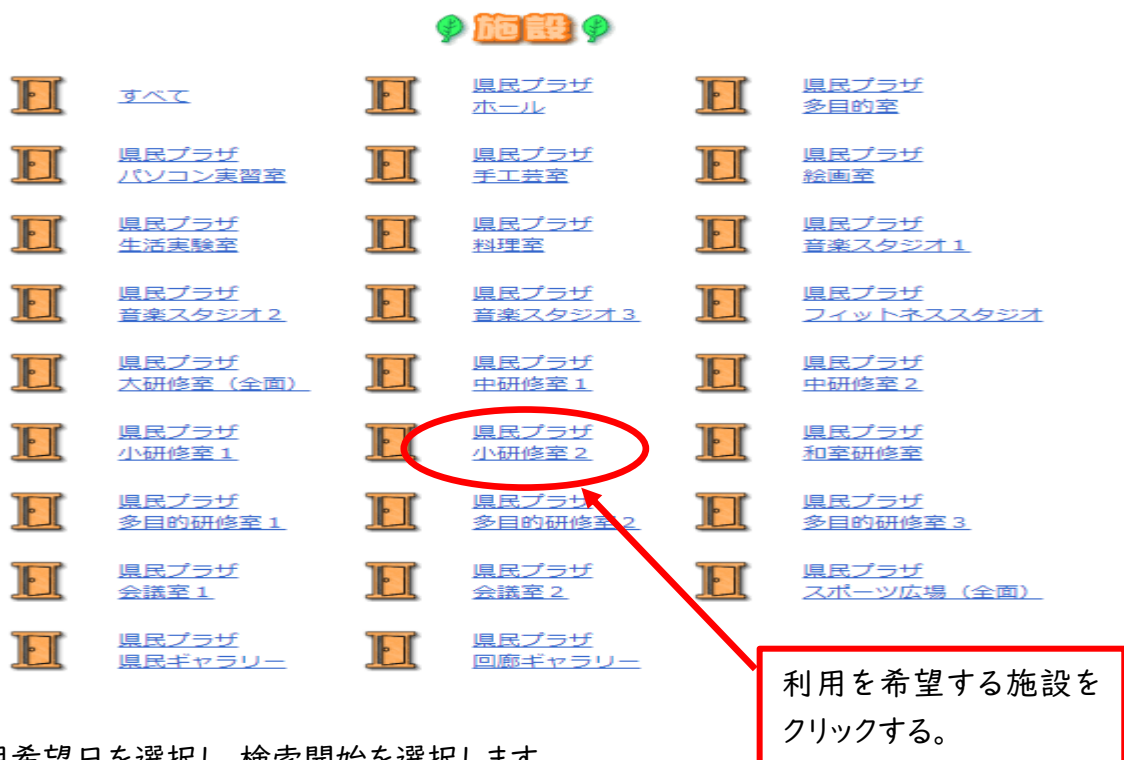 施設
すべて
県民プラザ
ホール
県民プラザ
多目的室
県民プラザ
パソコン実習室
県民プラザ
手工芸室
県民プラザ
絵画室
県民プラザ
生活実験室
県民プラザ
料理室
県民プラザ
音楽スタジオ1
県民プラザ
音楽スタジオ2
県民プラザ
音楽スタジオ3
県民プラザ
フィットネススタジオ
県民プラザ
大研修室（全面）
県民プラザ
中研修室1
県民プラザ
中研修室2
県民プラザ
小研修室1
県民プラザ
小研修室2
県民プラザ
和室研修室
県民プラザ
多目的研修室1
県民プラザ
多目的研修室2
県民プラザ
多目的研修室3
県民プラザ
会議室1
県民プラザ
会議室2
県民プラザ
スポーツ広場（全面）
県民プラザ
県民ギャラリー
県民プラザ
回廊ギャラリー
利用を希望する施設を
クリックする。
希望日を選択し、検索開始を選択します